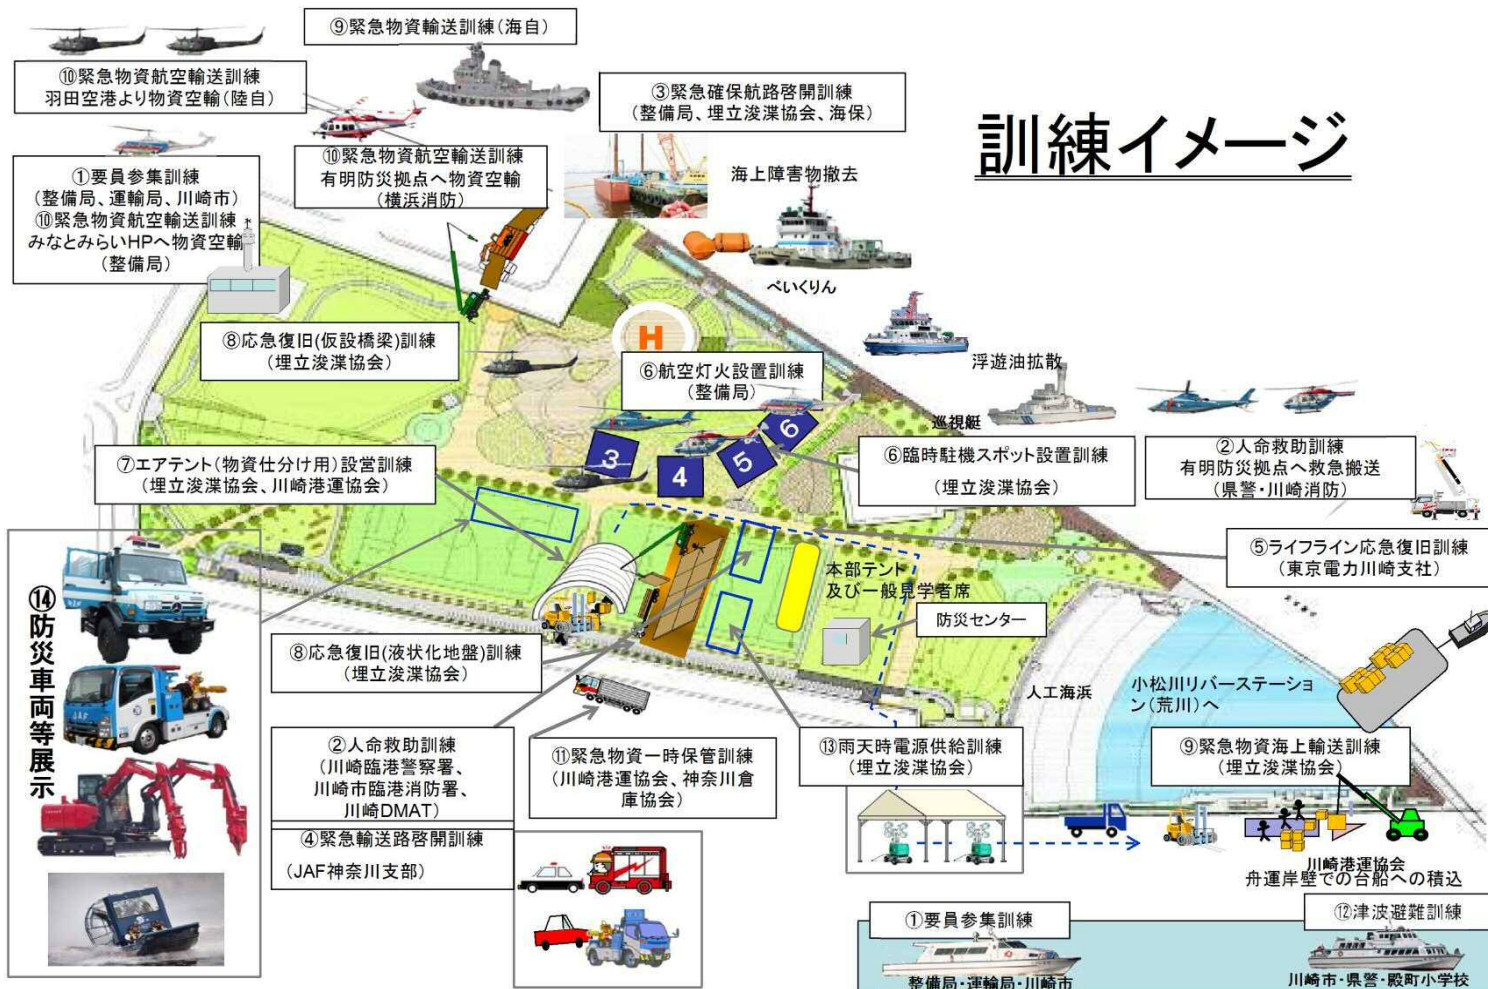 訓練イメージ
⑨緊急物資輸送訓練(海自)
⑩緊急物資航空輸送訓練
羽田空港より物資空輸(陸自)
③緊急確保航路啓開訓練
(整備局、埋立浚渫協会、海保)
①要員参集訓練
(整備局、運輸局、川崎市)
⑩緊急物資航空輸送訓練
みなとみらいHPへ物資空輸
(整備局)
⑩緊急物資航空輸送訓練
有明防災拠点へ物資空輸
(横浜消防)
海上障害物撤去
べいくりん
⑧応急復旧(仮設橋梁)訓練
(埋立浚渫協会)
H
⑥航空灯火設置訓練
(整備局)
浮遊油拡散
巡視艇
3
4
5
6
⑦エアテント(物資仕分け用)設営訓練
(埋立浚渫協会、川崎港運協会)
⑥臨時駐機スポット設置訓練
(埋立浚渫協会)
②人命救助訓練
有明防災拠点へ救急搬送
(県警・川崎消防)
⑤ライフライン応急復旧訓練
(東京電力川崎支社)
⑭防災車両等展示
JAF
本部テント
及び一般見学者席
防災センター
⑧応急復旧(液状化地盤)訓練
(埋立浚渫協会)
人工海浜
小松川リバーステーショ
ン(荒川)へ
②人命救助訓練
(川崎臨港警察署、
川崎市臨港消防署、
川崎DMAT)
④緊急輸送路啓開訓練
(JAF神奈川支部)
⑪緊急物資一時保管訓練
(川崎港運協会、神奈川倉
庫協会)
⑬雨天時電源供給訓練
(埋立浚渫協会)
⑨緊急物資海上輸送訓練
(埋立浚渫協会)
川崎港運協会
舟運岸壁での台船への積込
①要員参集訓練
整備局・運輸局・川崎市
⑫津波避難訓練
川崎市・県警・殿町小学校